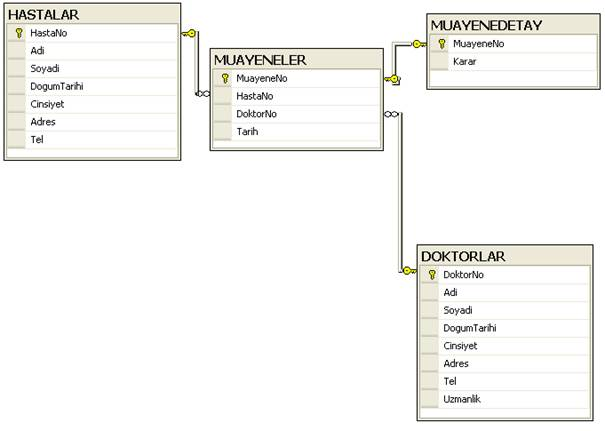 HASTALAR
HastaNo
Adi
Soyadi
DogumTarihi
Cinsiyet
Adres
Tel
MUAYENELER
MuayeneNo
HastaNo
DoktorNo
Tarih
MUAYENEDETAY
MuayeneNo
Karar
DOKTORLAR
DoktorNo
Adi
Soyadi
DogumTarihi
Cinsiyet
Adres
Tel
Uzmanlik